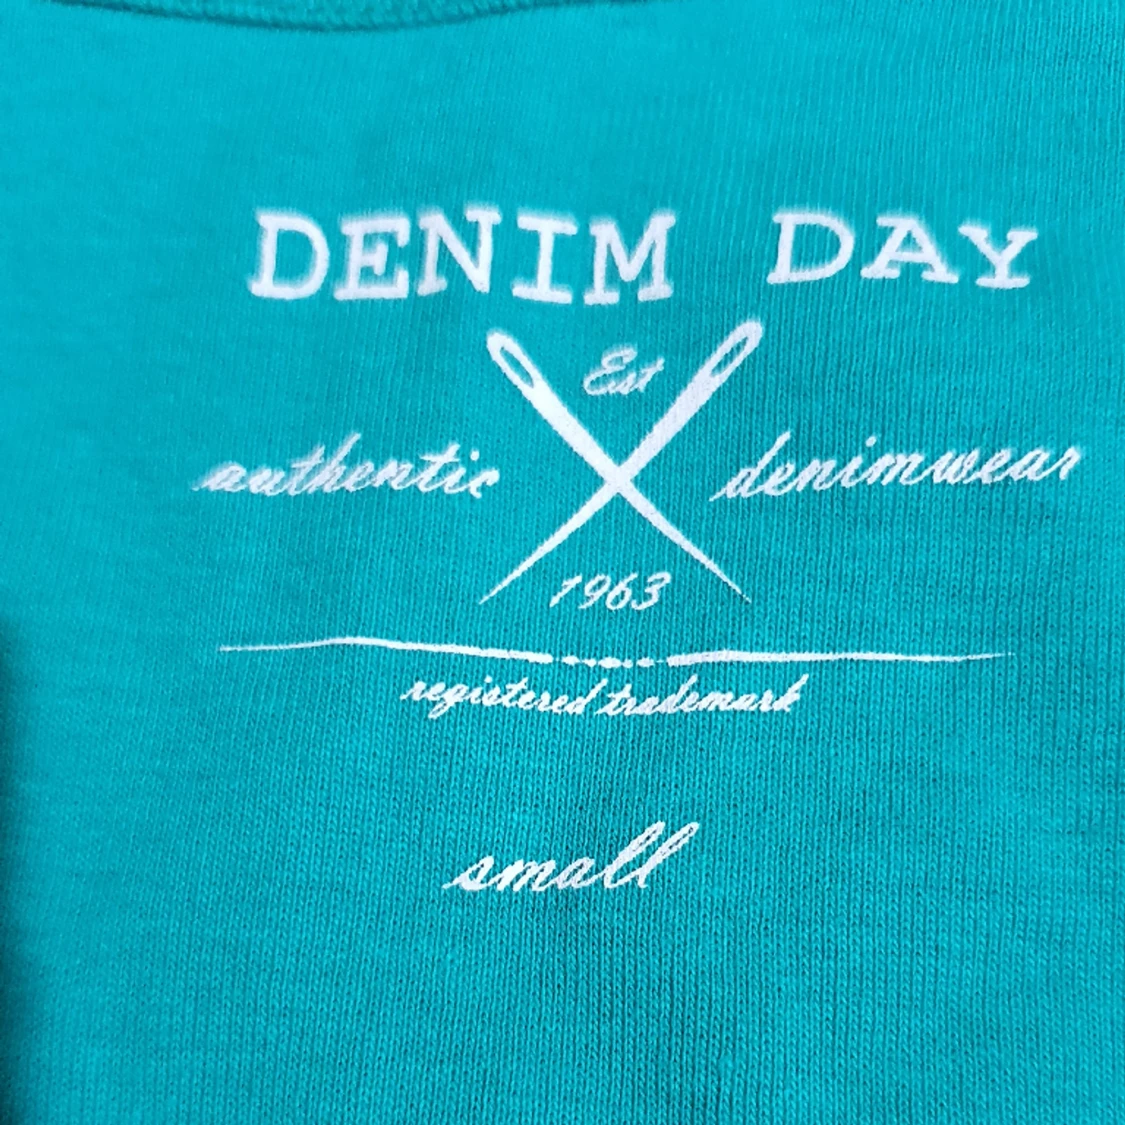 DENIM DAY
Est
authentic denimwear
1963
registered trademark
small